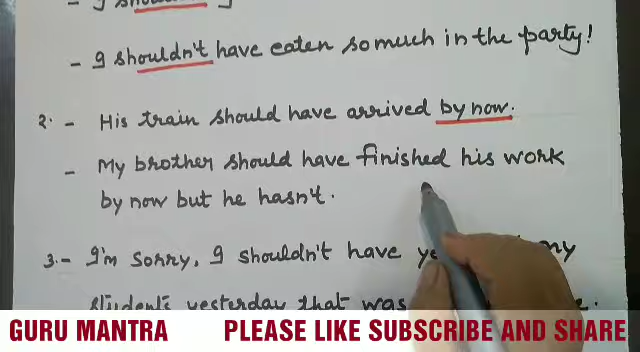 - I shouldn't have eaten so much in the party!
2. - His train should have arrived by now.
- My brother should have finished his work
by now but he hasn't.
3. - I'm sorry, I shouldn't have my
students yesterday that was
GURU MANTRA PLEASE LIKE SUBSCRIBE AND SHARE